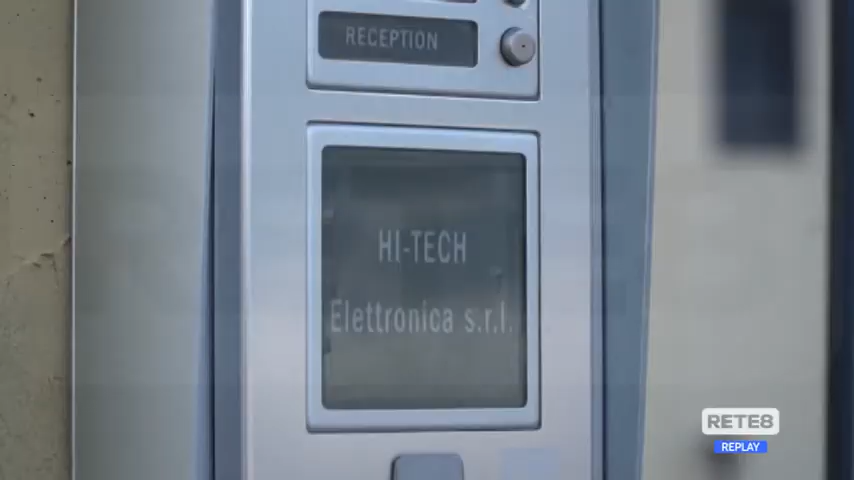 RECEPTION
HI-TECH
Elettronica s.r.l.
RETE8
REPLAY